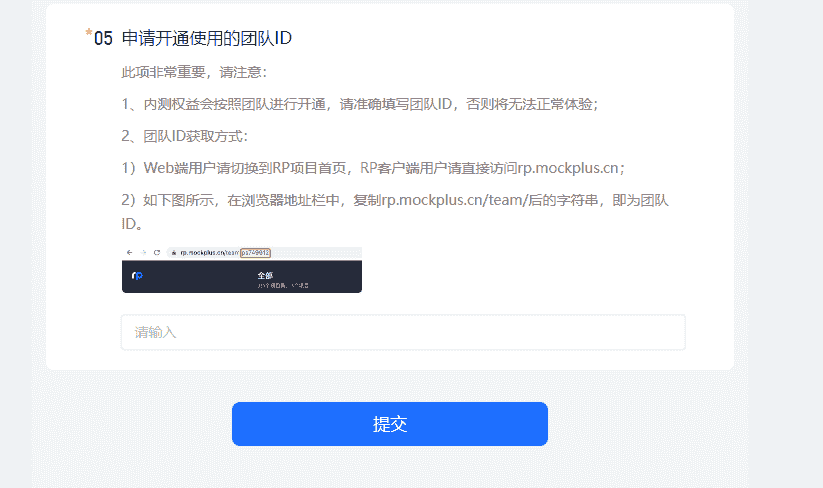 *05 申请开通使用的团队ID
此项非常重要，请注意：
1、内测权益会按照团队进行开通，请准确填写团队ID，否则将无法正常体验；
2、团队ID获取方式：
1）Web端用户请切换到RP项目首页，RP客户端用户请直接访问rp.mockplus.cn；
2）如下图所示，在浏览器地址栏中，复制rp.mockplus.cn/team/后的字符串，即为团队
ID。
rp.mockplus.cn/team
rp
全部
请输入
提交